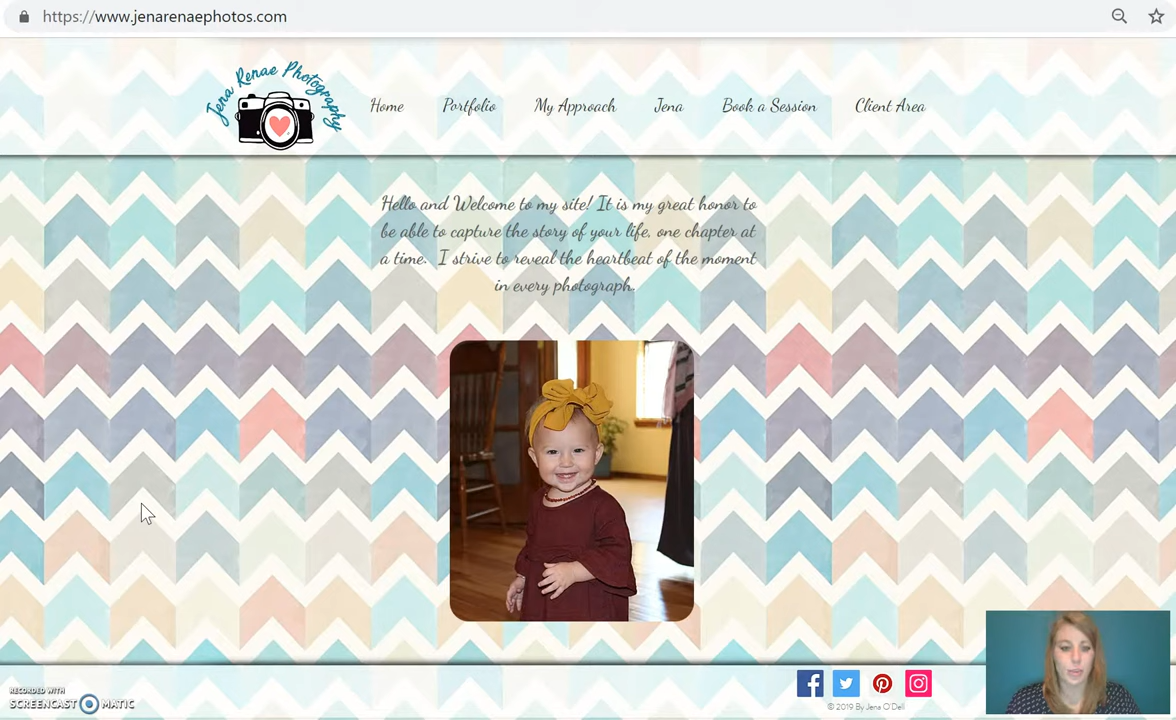 https://www.jenarenaephotos.com
Jena Renae Photography
Home Portfolio My Approach Jena Book a Session Client Area
Hello and Welcome to my site! It is my great honor to
be able to capture the story of your life, one chapter at
a time. I strive to reveal the heartbeat of the moment
in every photograph.
RECORDED WITH
SCREENCAST MATIC
© 2019 By Jena O'Dell